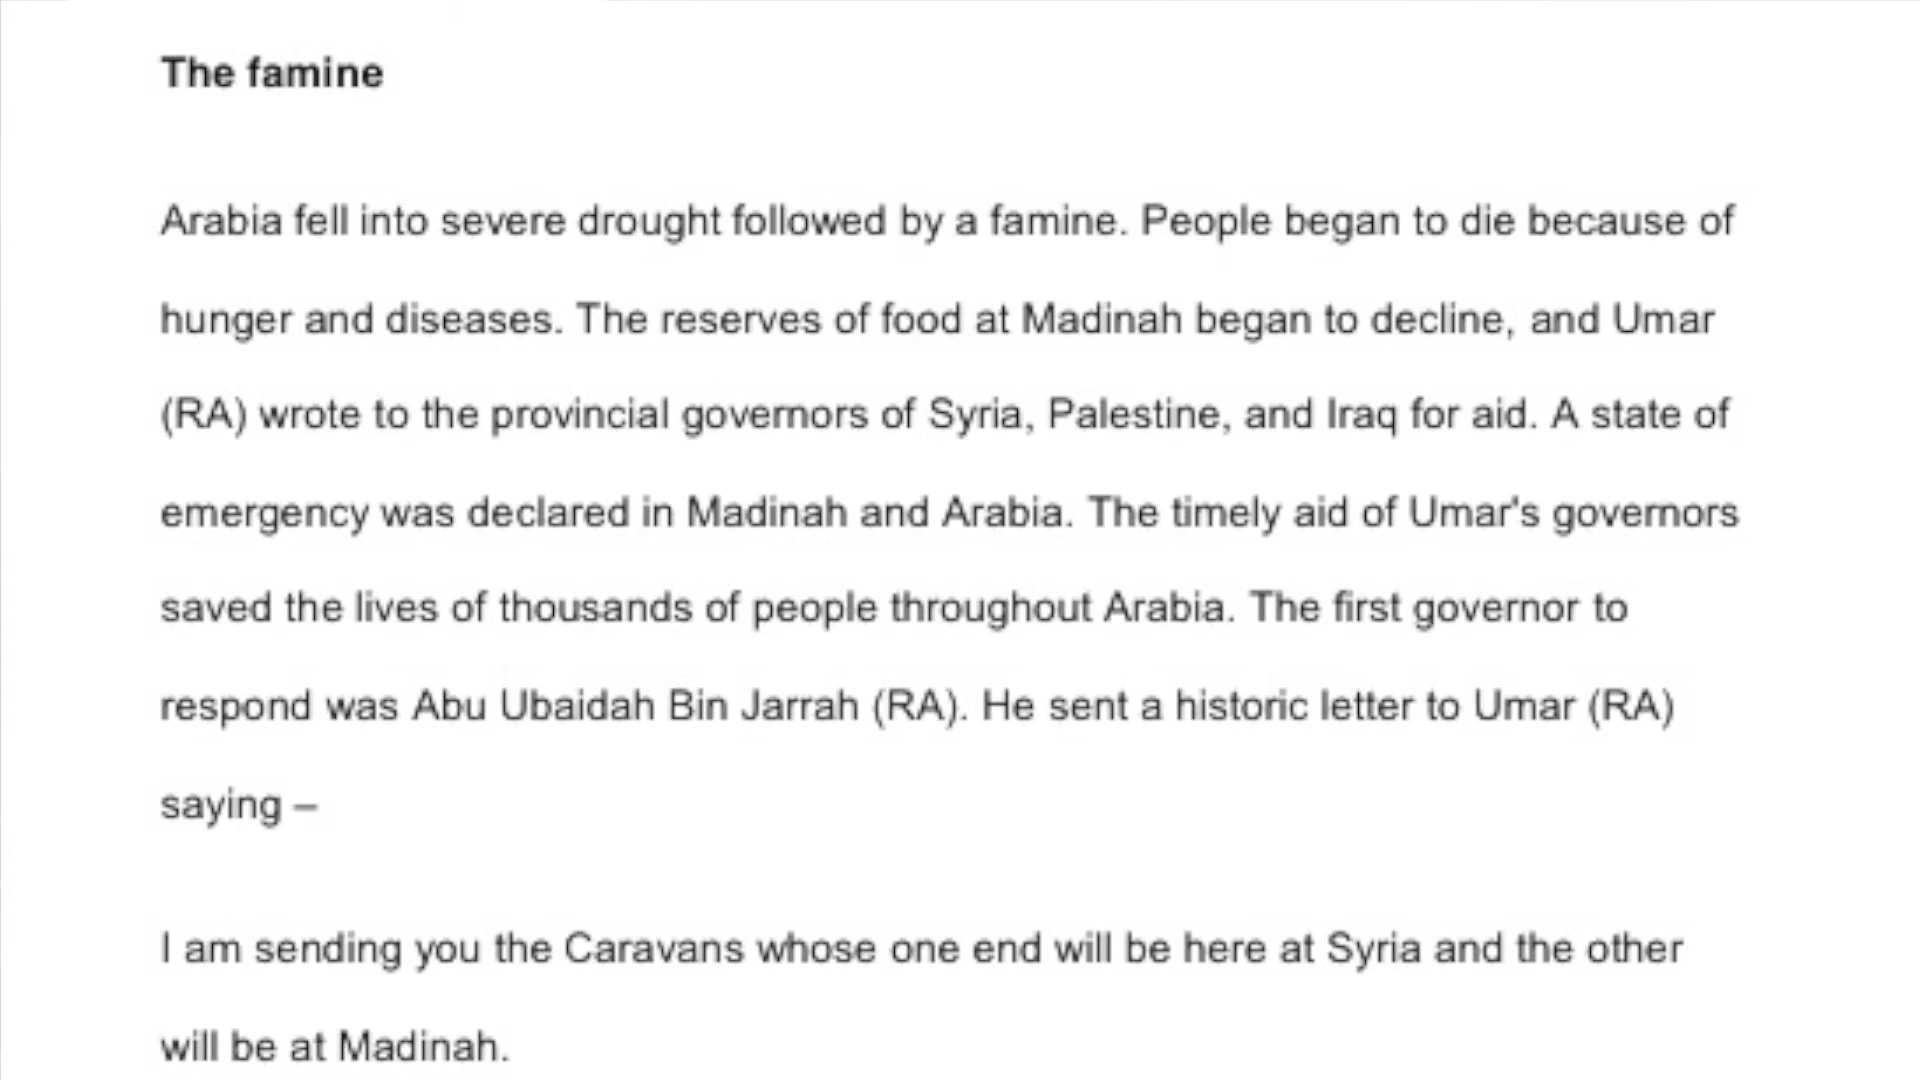 The famine
Arabia fell into severe drought followed by a famine. People began to die because of
hunger and diseases. The reserves of food at Madinah began to decline, and Umar
(RA) wrote to the provincial governors of Syria, Palestine, and Iraq for aid. A state of
emergency was declared in Madinah and Arabia. The timely aid of Umar's governors
saved the lives of thousands of people throughout Arabia. The first governor to
respond was Abu Ubaidah Bin Jarrah (RA). He sent a historic letter to Umar (RA)
saying –
I am sending you the Caravans whose one end will be here at Syria and the other
will be at Madinah.